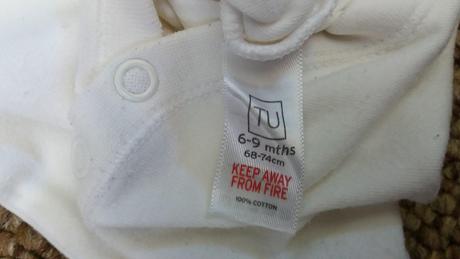 TU
6-9 mths
68-74cm
KEEP AWAY
FROM FIRE
100% COTTON